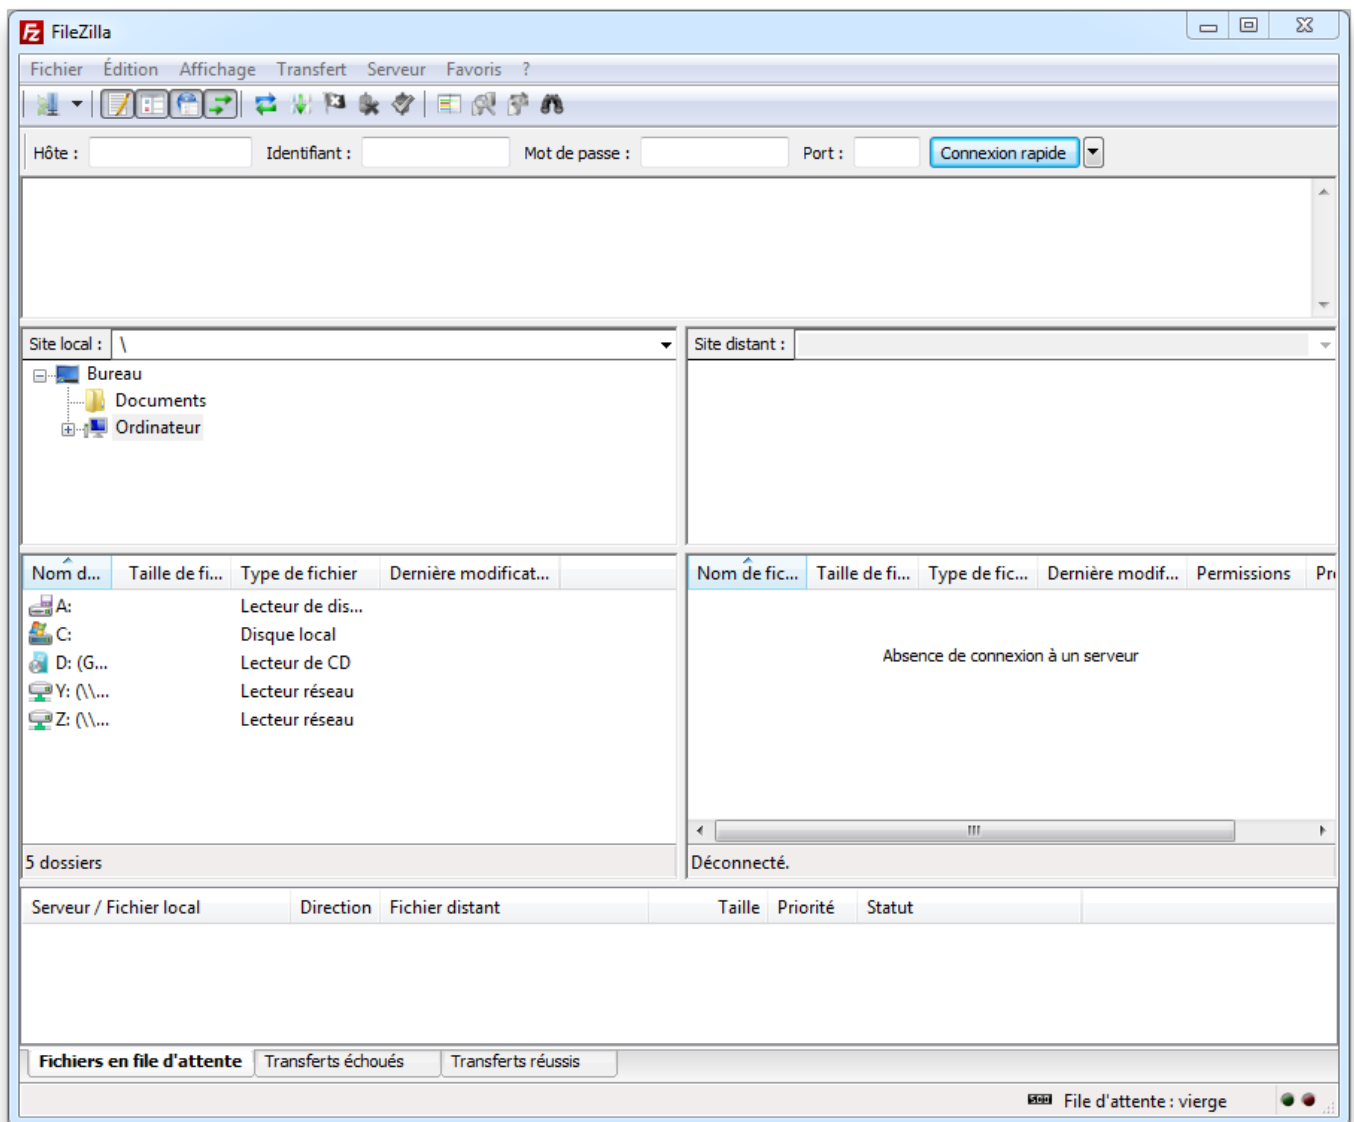 FileZilla
Fichier Édition Affichage Transfert Serveur Favoris ?
Hôte : Identifiant : Mot de passe : Port : Connexion rapide
Site local : \
Site distant :
Bureau
Documents
Ordinateur
Nom d... Taille de fi... Type de fichier Dernière modificat...
A: Lecteur de dis...
C: Disque local
D: (G... Lecteur de CD
Y: (\\... Lecteur réseau
Z: (\\... Lecteur réseau
5 dossiers
Nom de fic... Taille de fi... Type de fic... Dernière modif... Permissions
Absence de connexion à un serveur
Déconnecté.
Serveur / Fichier local Direction Fichier distant Taille Priorité Statut
Fichiers en file d'attente Transferts échoués Transferts réussis
File d'attente : vierge